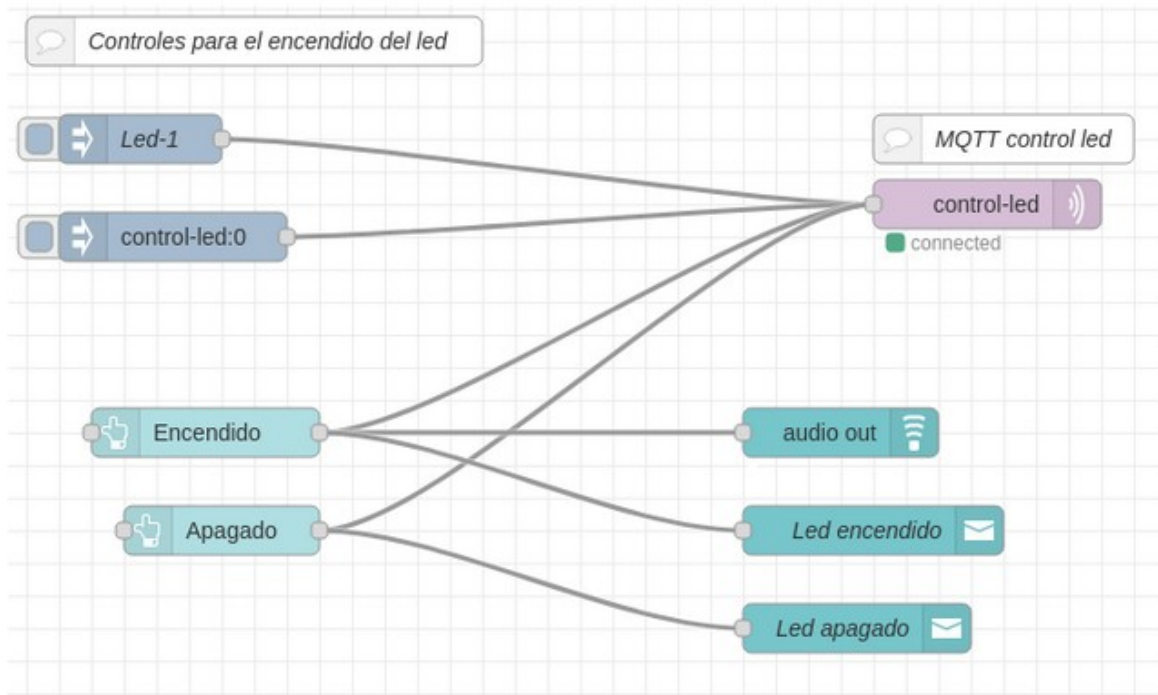 Controles para el encendido del led
Led-1
MQTT control led
control-led
control-led:0
connected
Encendido
audio out
Apagado
Led encendido
Led apagado